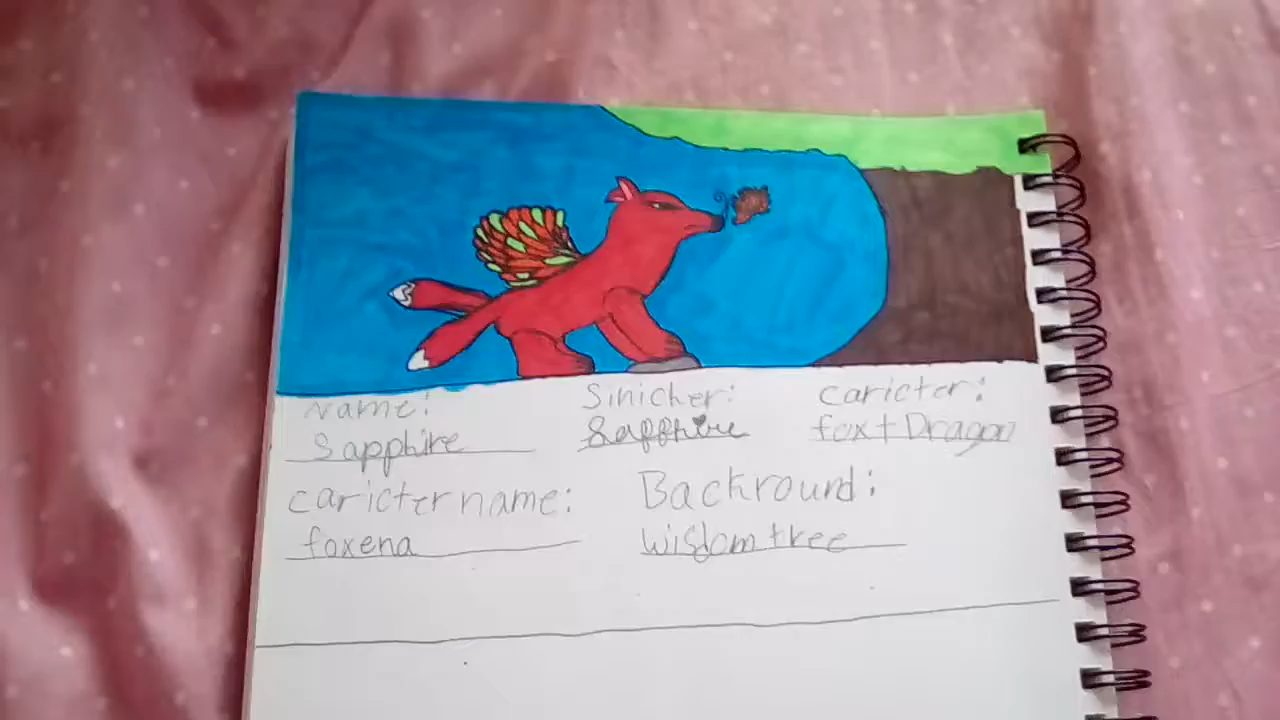 Name: Sinicher: caricter:
Sapphire Sapphire fox + Dragon
caricter name: Backround:
foxena wisdom tree